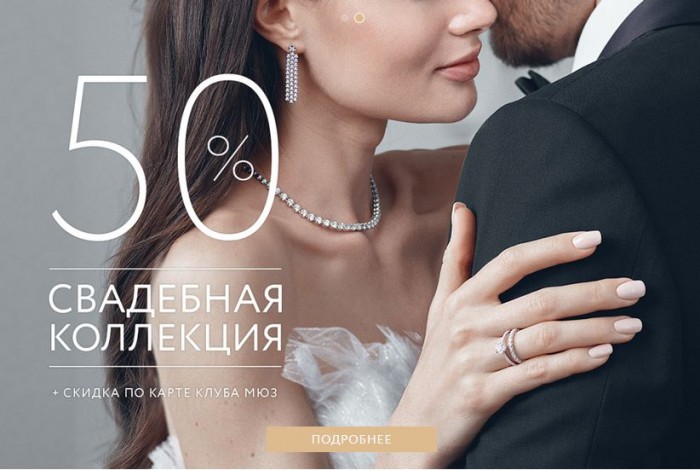 50%
СВАДЕБНАЯ
КОЛЛЕКЦИЯ
+ СКИДКА ПО КАРТЕ КЛУБА МЮЗ
ПОДРОБНЕЕ